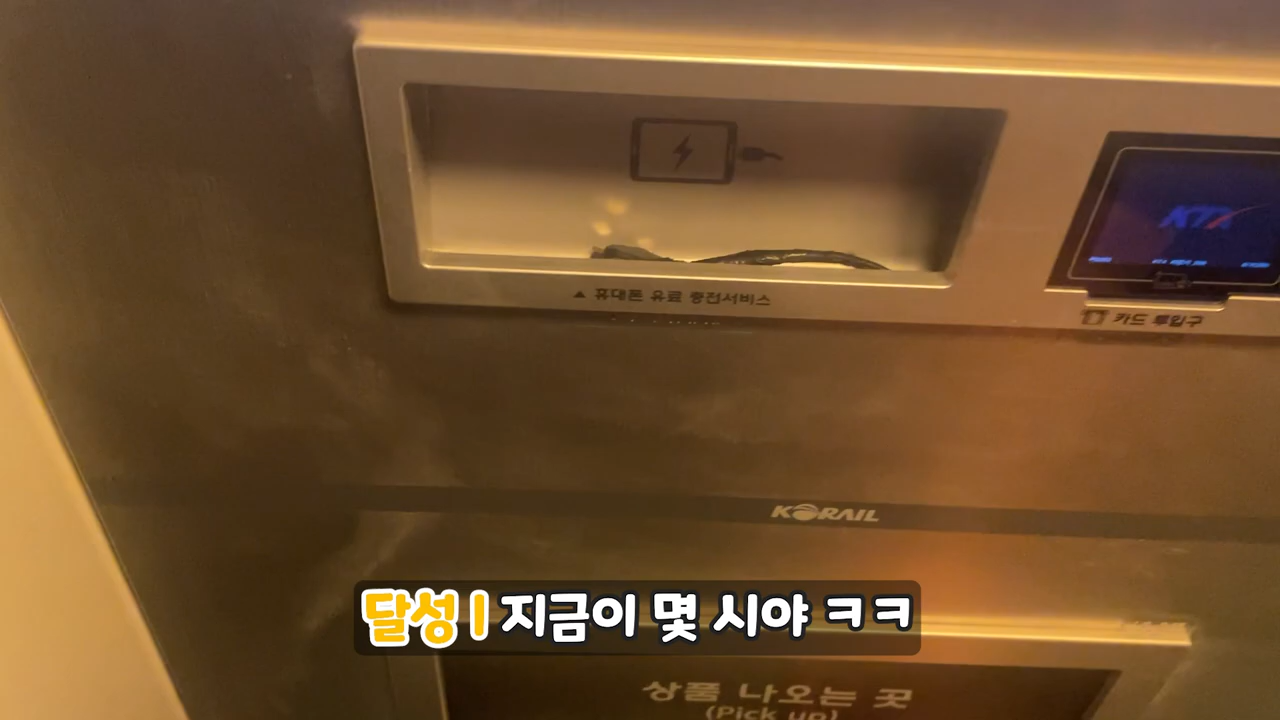 ▲ 휴대폰 유료 충전서비스
카드 투입구
KORAIL
달성 | 지금이 몇 시야 ㅋㅋ
상품 나오는 곳
(Pick up)